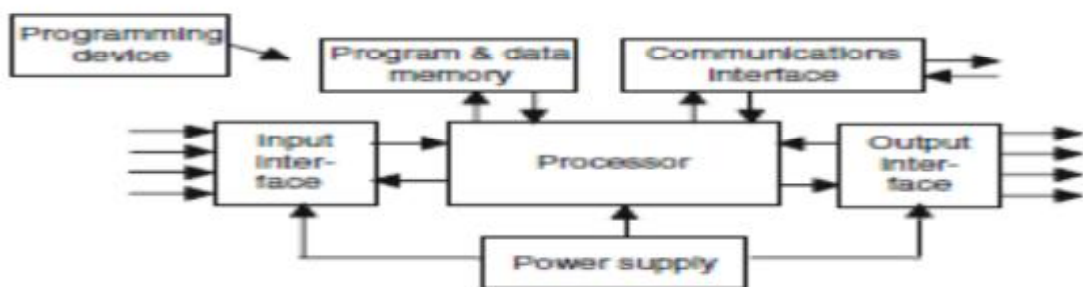 Programming
device
Program & data
memory
Communications
Interface
Input
inter-
face
Processor
Output
inter-
face
Power supply